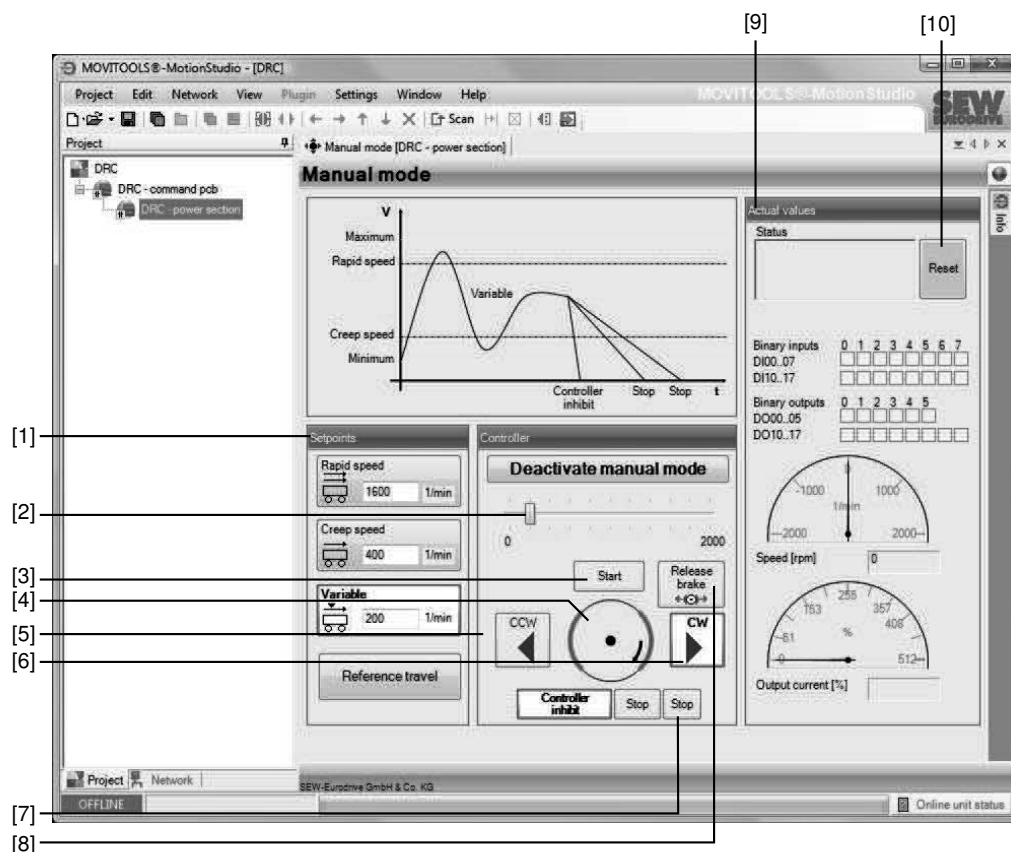 [9]
[10]
MOVITOOLS®-MotionStudio - [DRC]
Project Edit Network View Plugin Settings Window Help
MOVITOOLS®-MotionStudio
SEW
EURODRIVE
Scan
Project
Manual mode [DRC - power section]
DRC
DRC - command pcb
DRC - power section
Manual mode
Info
V
Maximum
Rapid speed
Variable
Creep speed
Minimum
Controller inhibit
Stop
Stop
t
Actual values
Status
Reset
Binary inputs 0 1 2 3 4 5 6 7
DI00..07
DI10..17
Binary outputs 0 1 2 3 4 5
DO00..05
DO10..17
0
-1000 1000
1/min
-2000 2000
Speed [rpm] 0
255
153 357
408
51 %
0 512
Output current [%]
[1]
Setpoints
Rapid speed
1600 1/min
Creep speed
400 1/min
Variable
200 1/min
Reference travel
Controller
Deactivate manual mode
0 2000
Start
Release brake
CCW
CW
Controller inhibit
Stop
Stop
[2]
[3]
[4]
[5]
[6]
[7]
[8]
Project Network
SEW-Eurodrive GmbH & Co. KG
OFFLINE
Online unit status